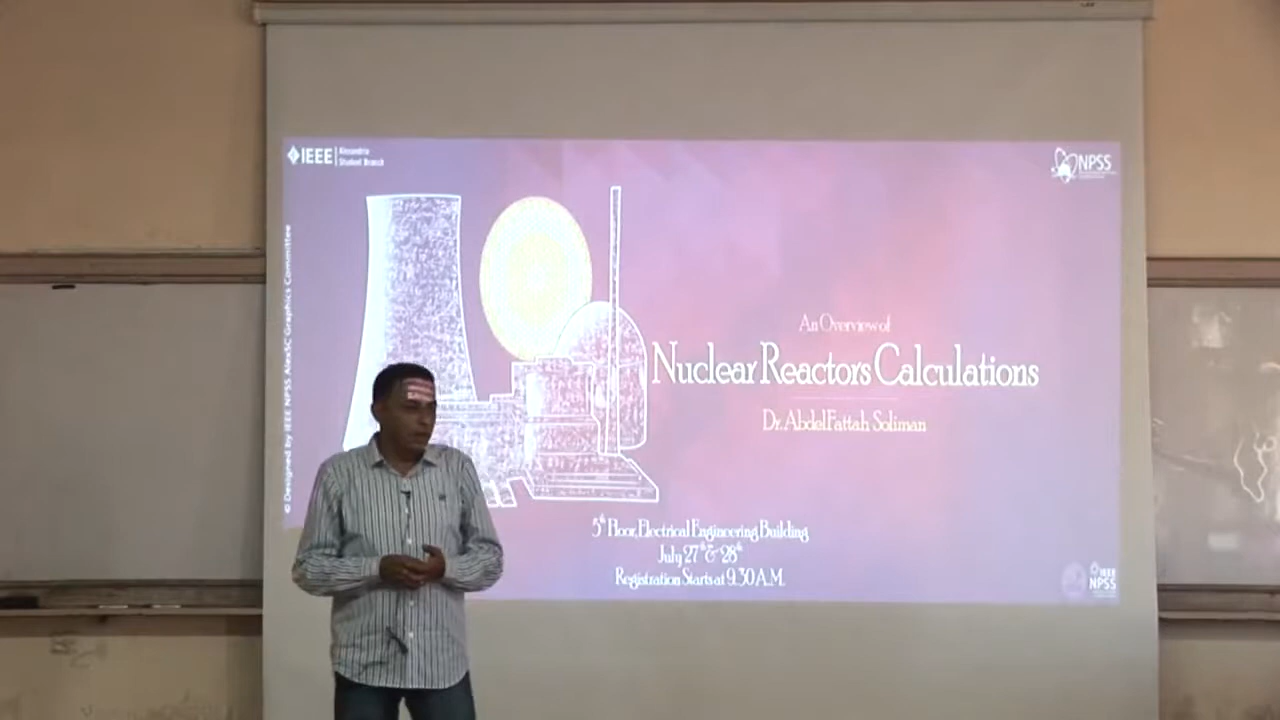 IEEE
Alexandria
Student Branch
NPSS
© Designed by IEEE NPSS AlexSC Graphics Committee
An Overview of
Nuclear Reactors Calculations
Dr. AbdelFattah Soliman
5th Floor, Electrical Engineering Building
July 27th & 28th
Registration Starts at 9.30 A.M.
IEEE
NPSS